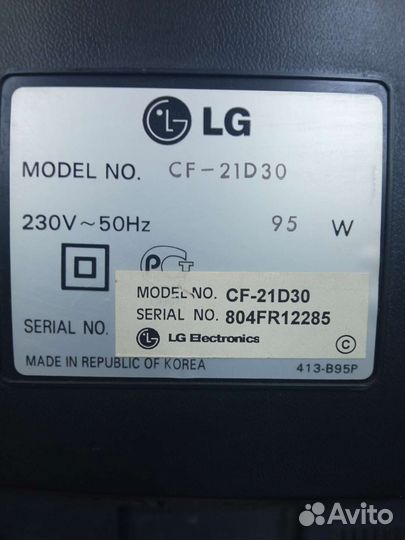 LG
MODEL NO. CF-21D30
230V~50Hz 95 W
PCT
MODEL NO. CF-21D30
SERIAL NO. 804FR12285
LG Electronics
SERIAL NO.
MADE IN REPUBLIC OF KOREA 413-B95P
Avito